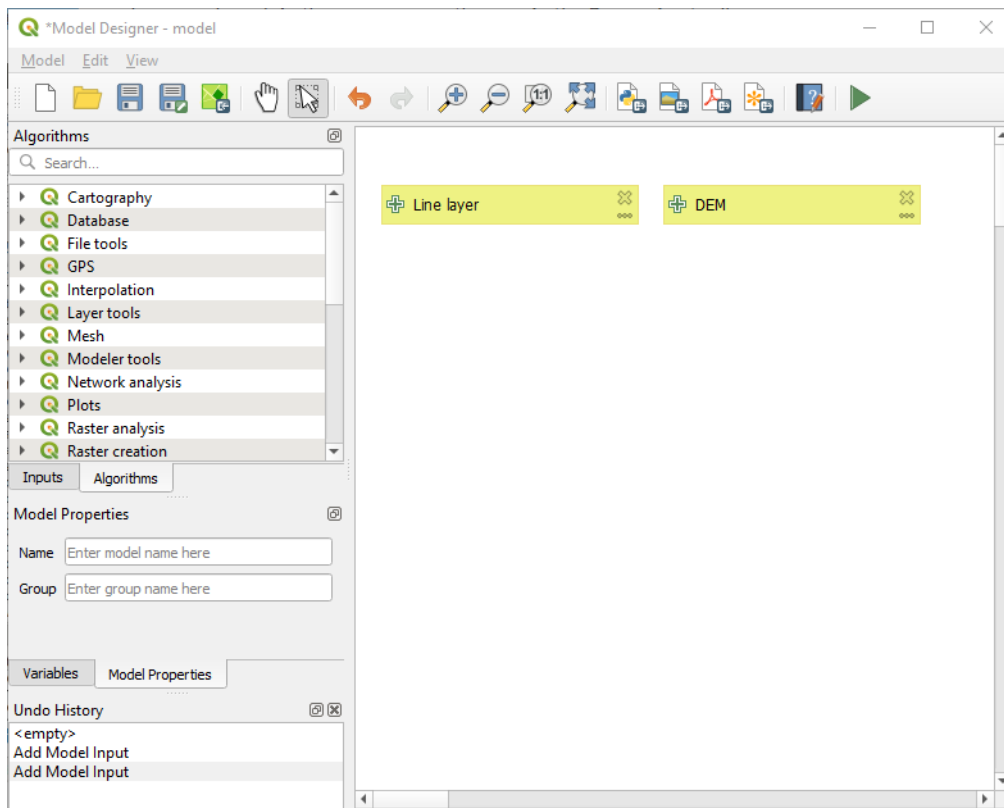 *Model Designer - model
Model Edit View
1:1
Algorithms
Search...
Cartography
Database
File tools
GPS
Interpolation
Layer tools
Mesh
Modeler tools
Network analysis
Plots
Raster analysis
Raster creation
Inputs Algorithms
Model Properties
Name Enter model name here
Group Enter group name here
Variables Model Properties
Undo History
<empty>
Add Model Input
Add Model Input
Line layer
DEM